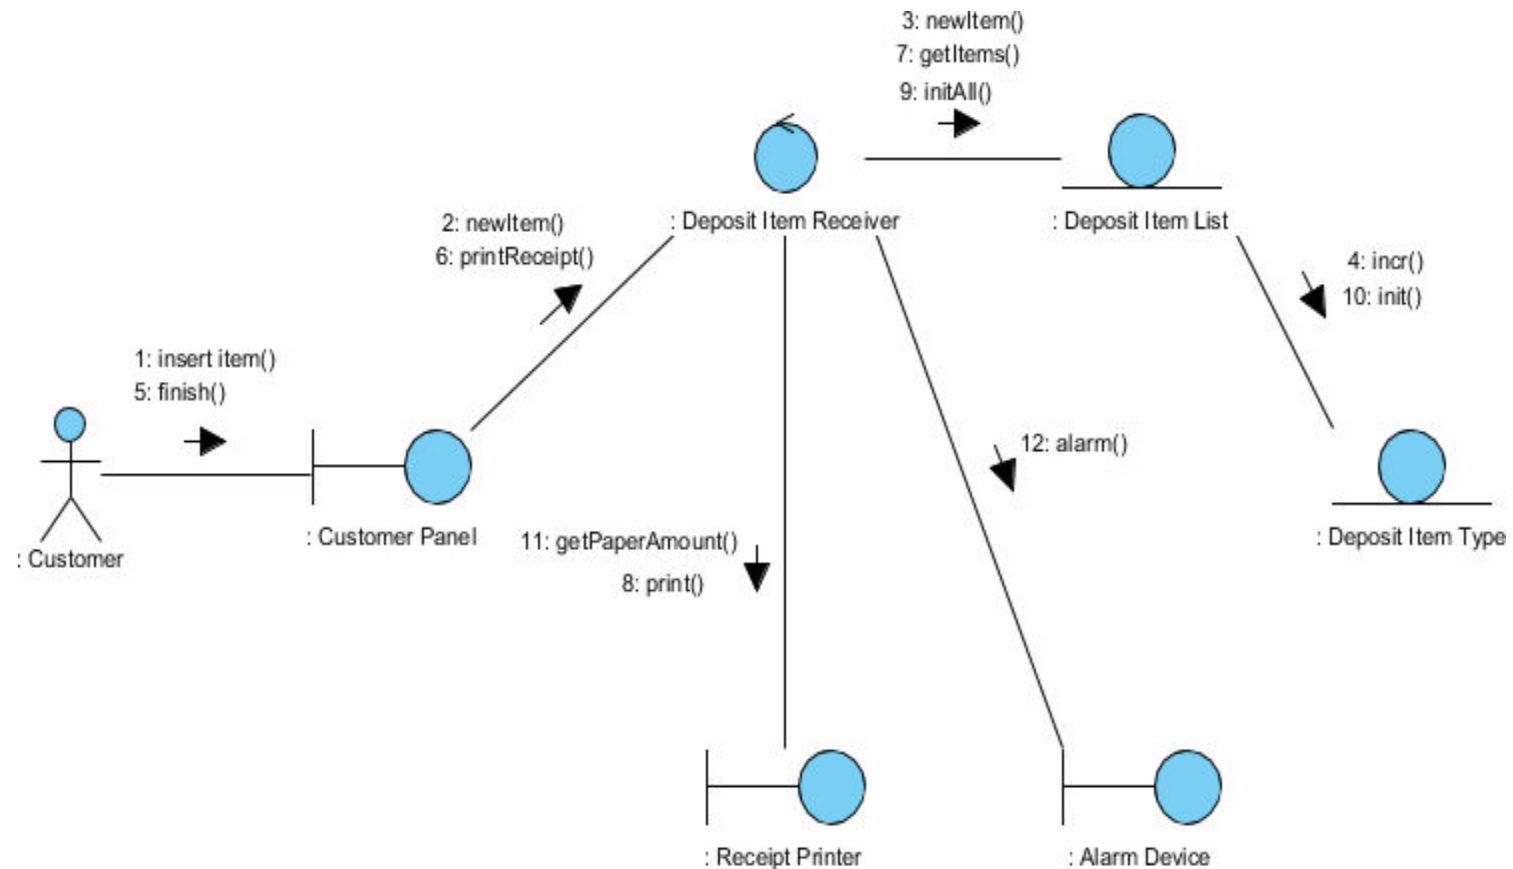 3: newItem()
7: getItems()
9: initAll()
2: newItem()
6: printReceipt()
: Deposit Item Receiver
: Deposit Item List
4: incr()
10: init()
1: insert item()
5: finish()
12: alarm()
: Customer
: Customer Panel
11: getPaperAmount()
8: print()
: Deposit Item Type
: Receipt Printer
: Alarm Device